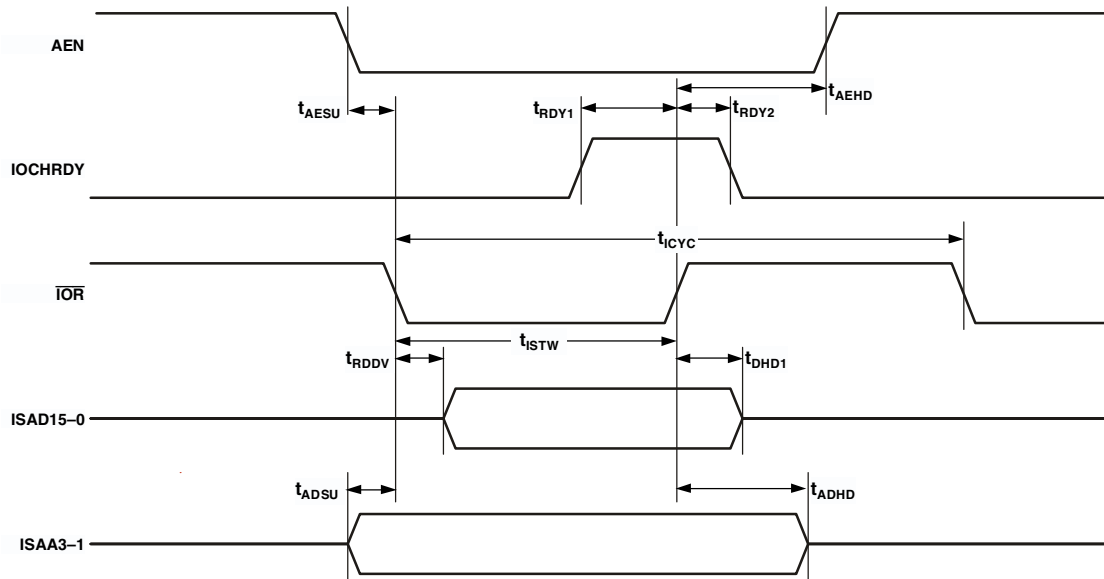 AEN
tAESU
tRDY1
tRDY2
tAEHD
IOCHRDY
tICYC
IOR
tISTW
tRDDV
tDHD1
ISAD15–0
tADSU
tADHD
ISAA3–1